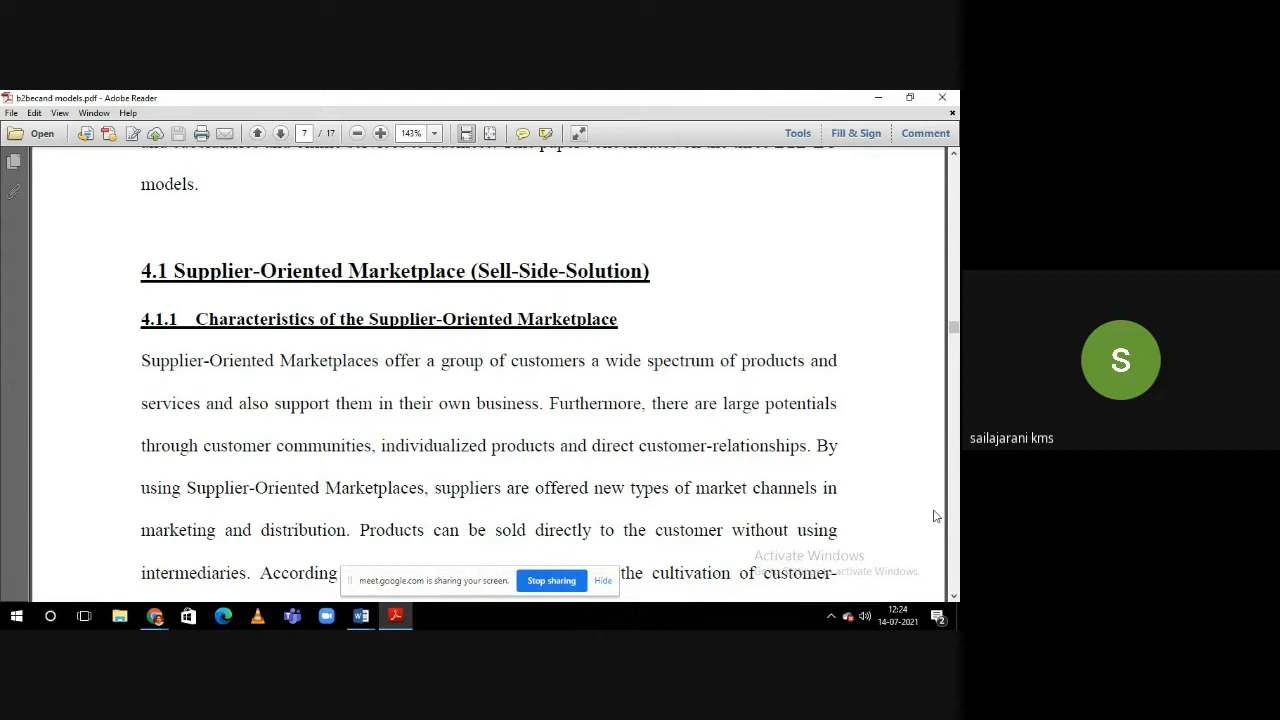 b2becand models.pdf - Adobe Reader
File Edit View Window Help
Open 7 / 17 143% Tools Fill & Sign Comment
models.
4.1 Supplier-Oriented Marketplace (Sell-Side-Solution)
4.1.1 Characteristics of the Supplier-Oriented Marketplace
Supplier-Oriented Marketplaces offer a group of customers a wide spectrum of products and
services and also support them in their own business. Furthermore, there are large potentials
through customer communities, individualized products and direct customer-relationships. By
using Supplier-Oriented Marketplaces, suppliers are offered new types of market channels in
marketing and distribution. Products can be sold directly to the customer without using
intermediaries. According the cultivation of customer-
Activate Windows
activate Windows.
meet.google.com is sharing your screen. Stop sharing Hide
S
sailajarani kms
12:24
14-07-2021
2